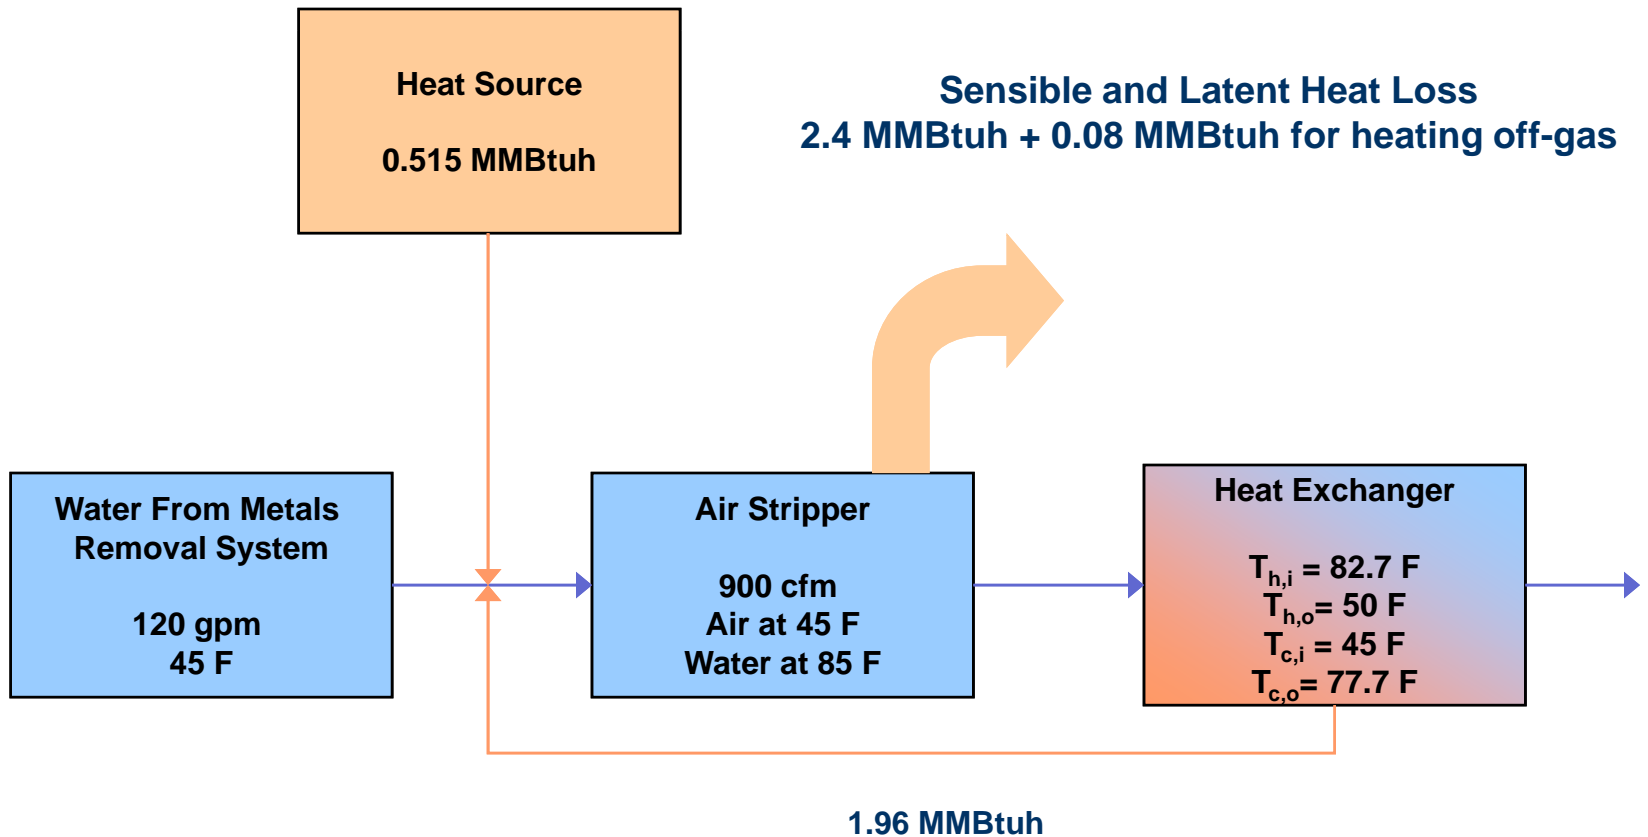 Heat Source
0.515 MMBtuh
Sensible and Latent Heat Loss
2.4 MMBtuh + 0.08 MMBtuh for heating off-gas
Water From Metals
Removal System
120 gpm
45 F
Air Stripper
900 cfm
Air at 45 F
Water at 85 F
Heat Exchanger
Th,i = 82.7 F
Th,o= 50 F
Tc,i = 45 F
Tc,o= 77.7 F
1.96 MMBtuh